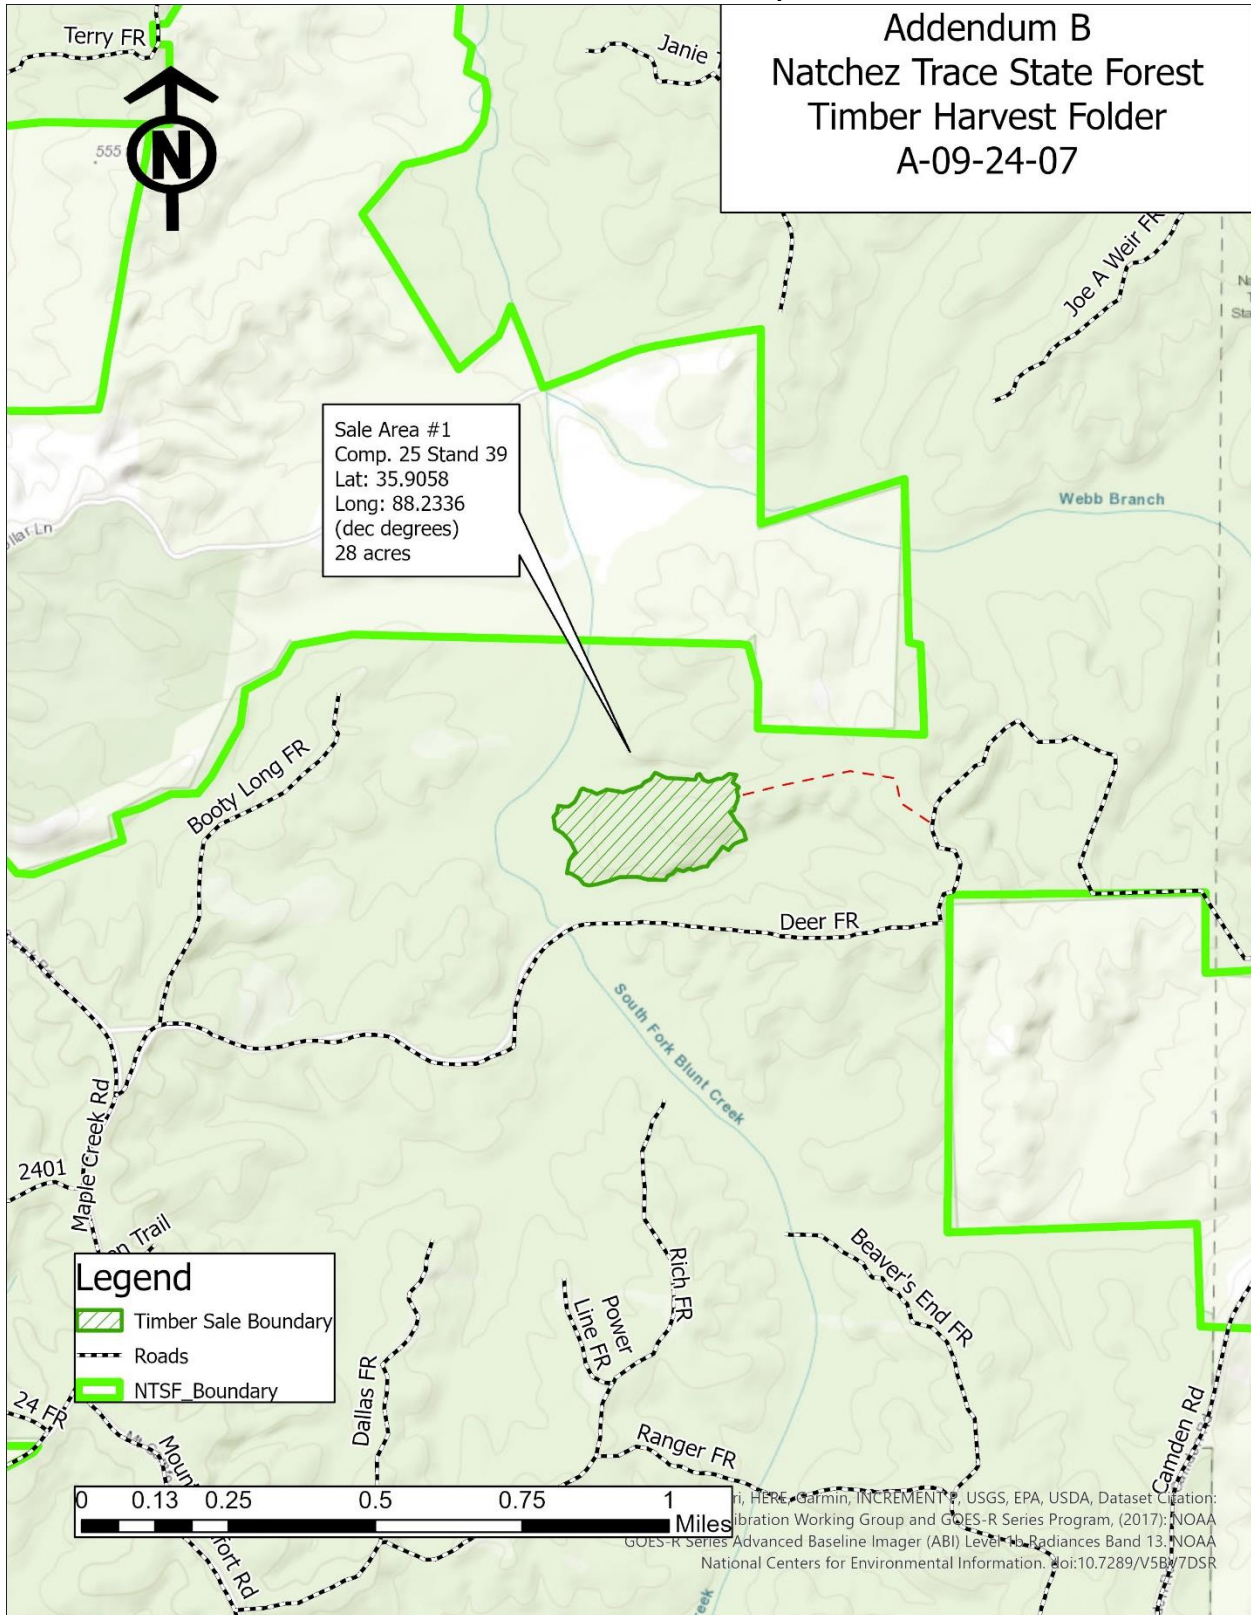 Addendum B
Natchez Trace State Forest
Timber Harvest Folder
A-09-24-07
Terry FR
Janie
N
555
Joe A Weir FR
Sale Area #1
Comp. 25 Stand 39
Lat: 35.9058
Long: 88.2336
(dec degrees)
28 acres
Webb Branch
Ln
Booty Long FR
Deer FR
South Fork Blunt Creek
Maple Creek Rd
2401
Trail
Rich FR
Power
Line FR
Beaver's End FR
Legend
Timber Sale Boundary
Roads
NTSF_Boundary
24 FR
Dallas FR
Ranger FR
Camden Rd
Rd
0 0.13 0.25 0.5 0.75 1
Miles
HERE, Garmin, INCREMENT P, USGS, EPA, USDA, Dataset Citation:
Working Group and GOES-R Series Program, (2017): NOAA
GOES-R Series Advanced Baseline Imager (ABI) Level 1b Radiances Band 13. NOAA
National Centers for Environmental Information. doi:10.7289/V5BV7DSR